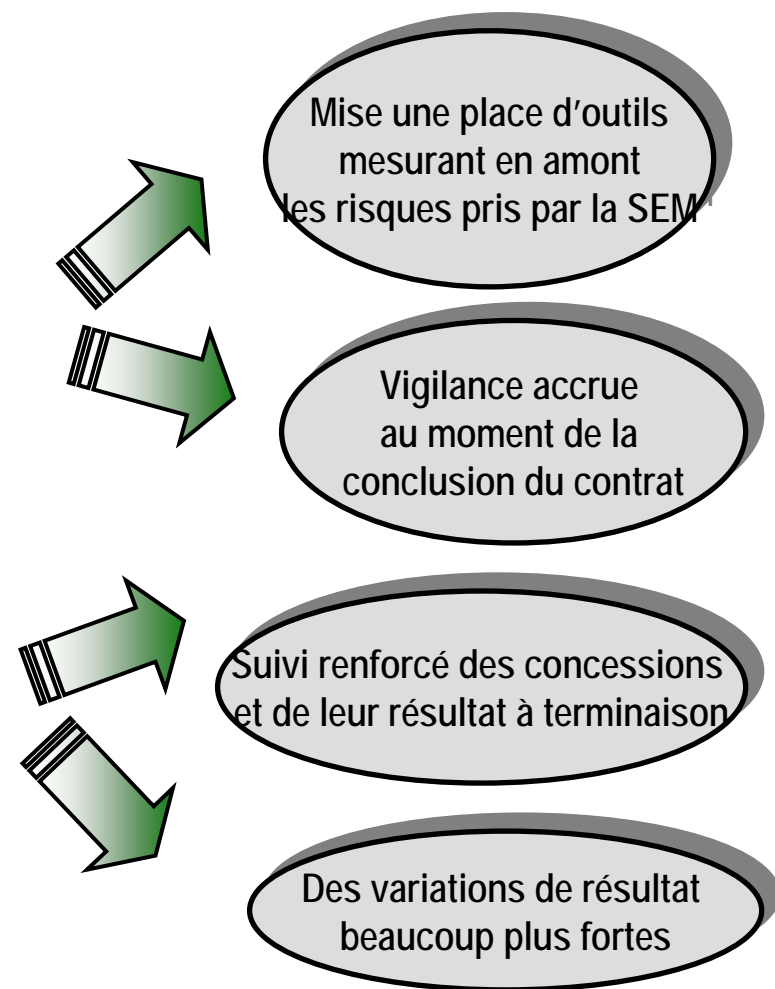 Mise une place d’outils
mesurant en amont
les risques pris par la SEM
Vigilance accrue
au moment de la
conclusion du contrat
Suivi renforcé des concessions
et de leur résultat à terminaison
Des variations de résultat
beaucoup plus fortes